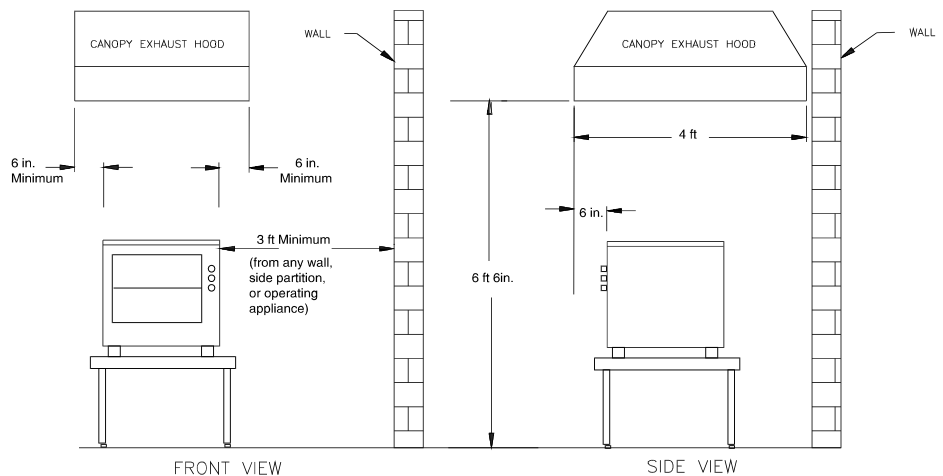 CANOPY EXHAUST HOOD
WALL
6 in.
Minimum
6 in.
Minimum
3 ft Minimum
(from any wall,
side partition,
or operating
appliance)
FRONT VIEW
CANOPY EXHAUST HOOD
WALL
4 ft
6 in.
6 ft 6in.
SIDE VIEW